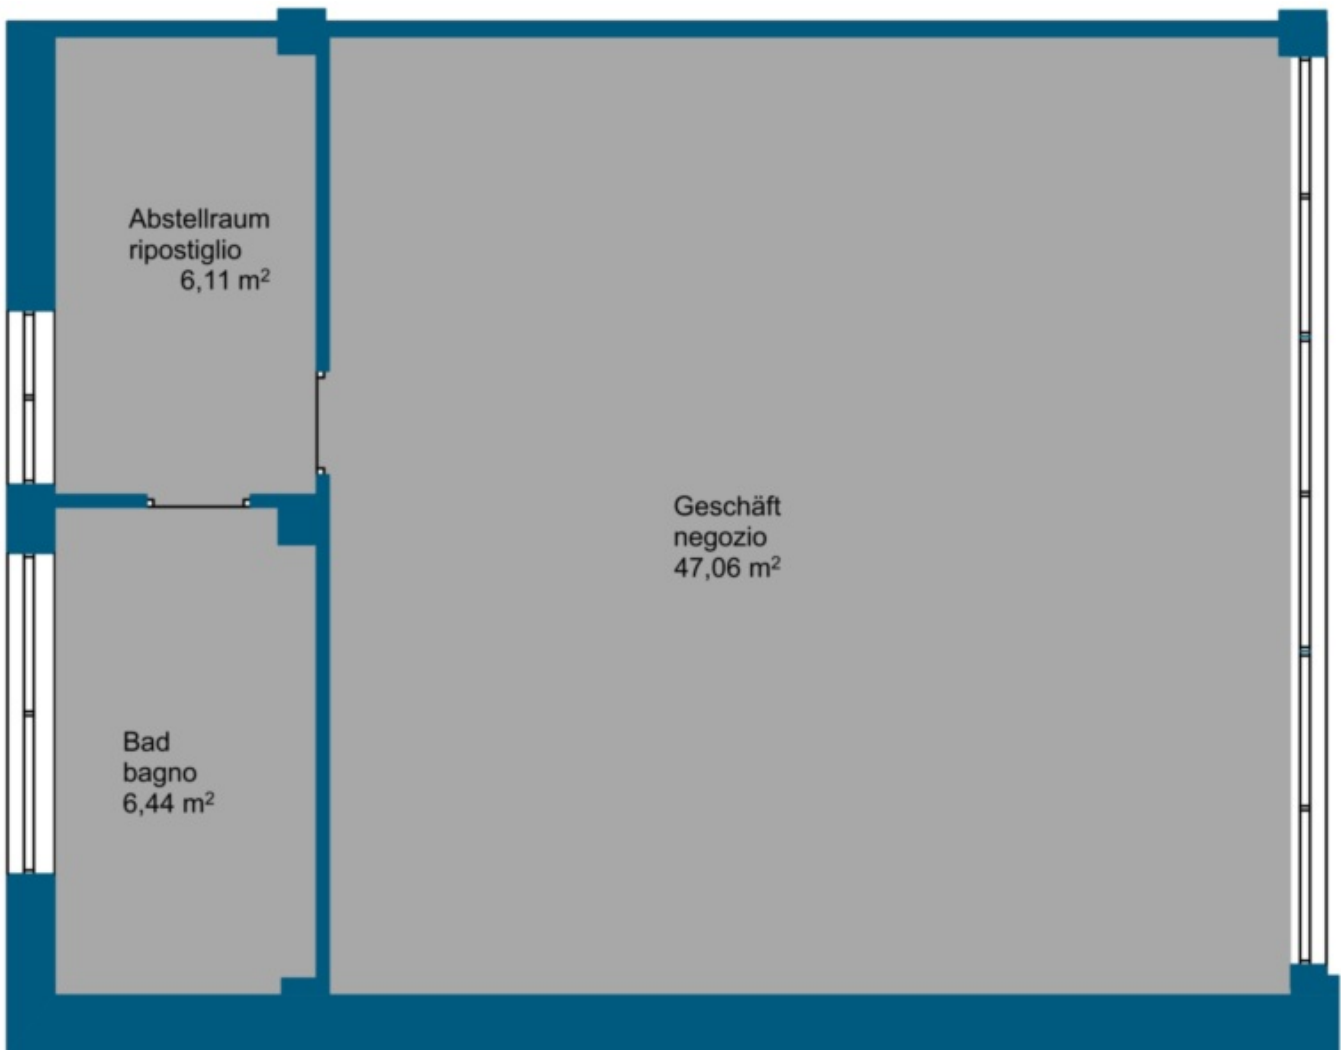 Abstellraum
ripostiglio
6,11 m²
Geschäft
negozio
47,06 m²
Bad
bagno
6,44 m²